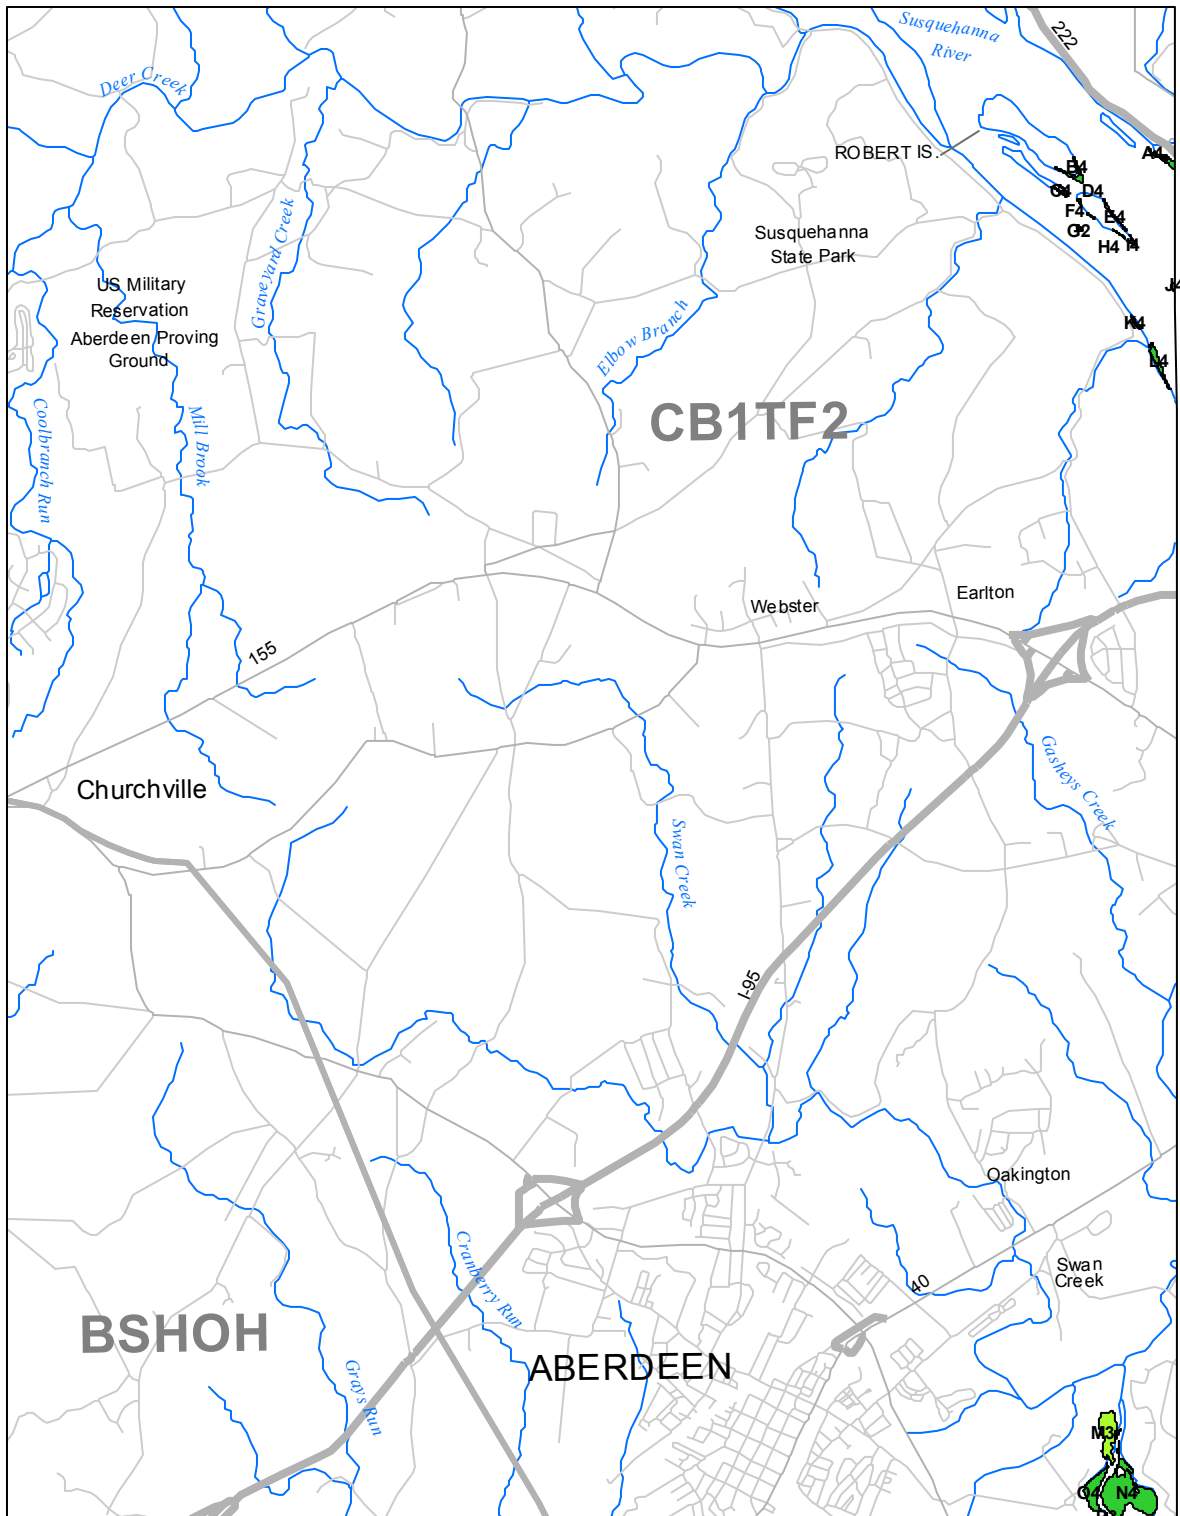 Susquehanna
River
222
Deer Creek
ROBERT IS.
A4
B4
D4
F4
E4
G2
H4
I4
Susquehanna
State Park
Graveyard Creek
US Military
Reservation
Aberdeen Proving
Ground
J4
K4
L4
Elbow Branch
CB1TF2
Coolbranch Run
Mill Brook
Webster
Earlton
155
Churchville
Gasheys Creek
Swan Creek
I-95
Oakington
Swan
Creek
40
Cranberry Run
BSHOH
ABERDEEN
Grays Run
M3
O4
N4